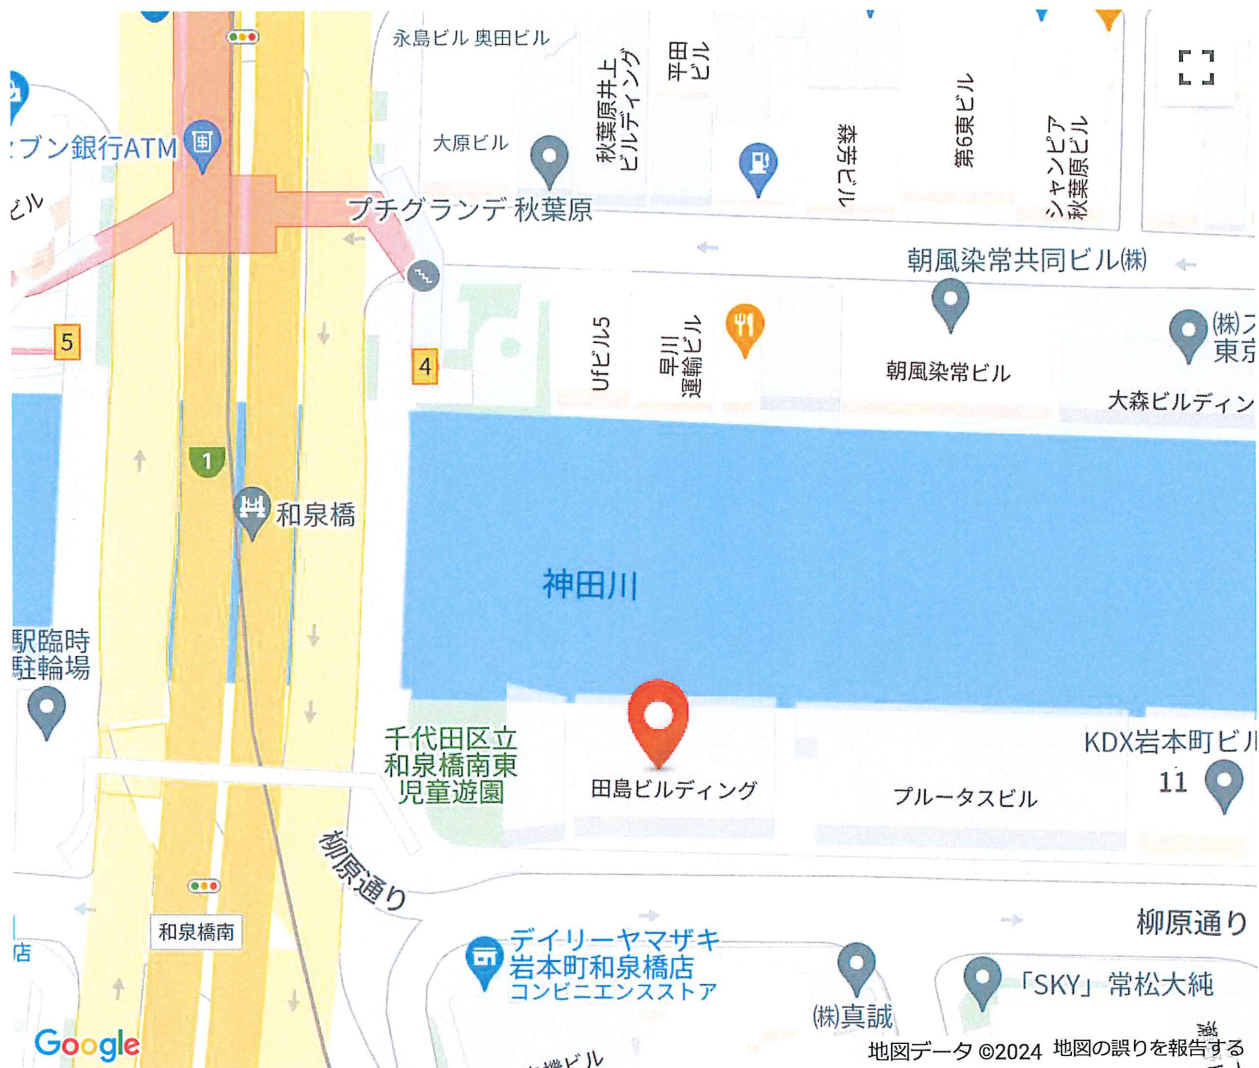 永島ビル 奥田ビル
秋葉原井上
ビルディング
平田
ビル
大原ビル
森芳ビル
第6東ビル
シャンピア
秋葉原ビル
ブン銀行ATM
ビル
プチグランデ 秋葉原
朝風染常共同ビル㈱
5
4
Ufビル5
早川
運輸ビル
朝風染常ビル
㈱
東京
大森ビルディン
1
和泉橋
神田川
駅臨時
駐輪場
千代田区立
和泉橋南東
児童遊園
田島ビルディング
プルータスビル
KDX岩本町ビル
11
柳原通り
和泉橋南
店
柳原通り
デイリーヤマザキ
岩本町和泉橋店
コンビニエンスストア
㈱真誠
「SKY」常松大純
Google
機ビル
地図データ ©2024 地図の誤りを報告する